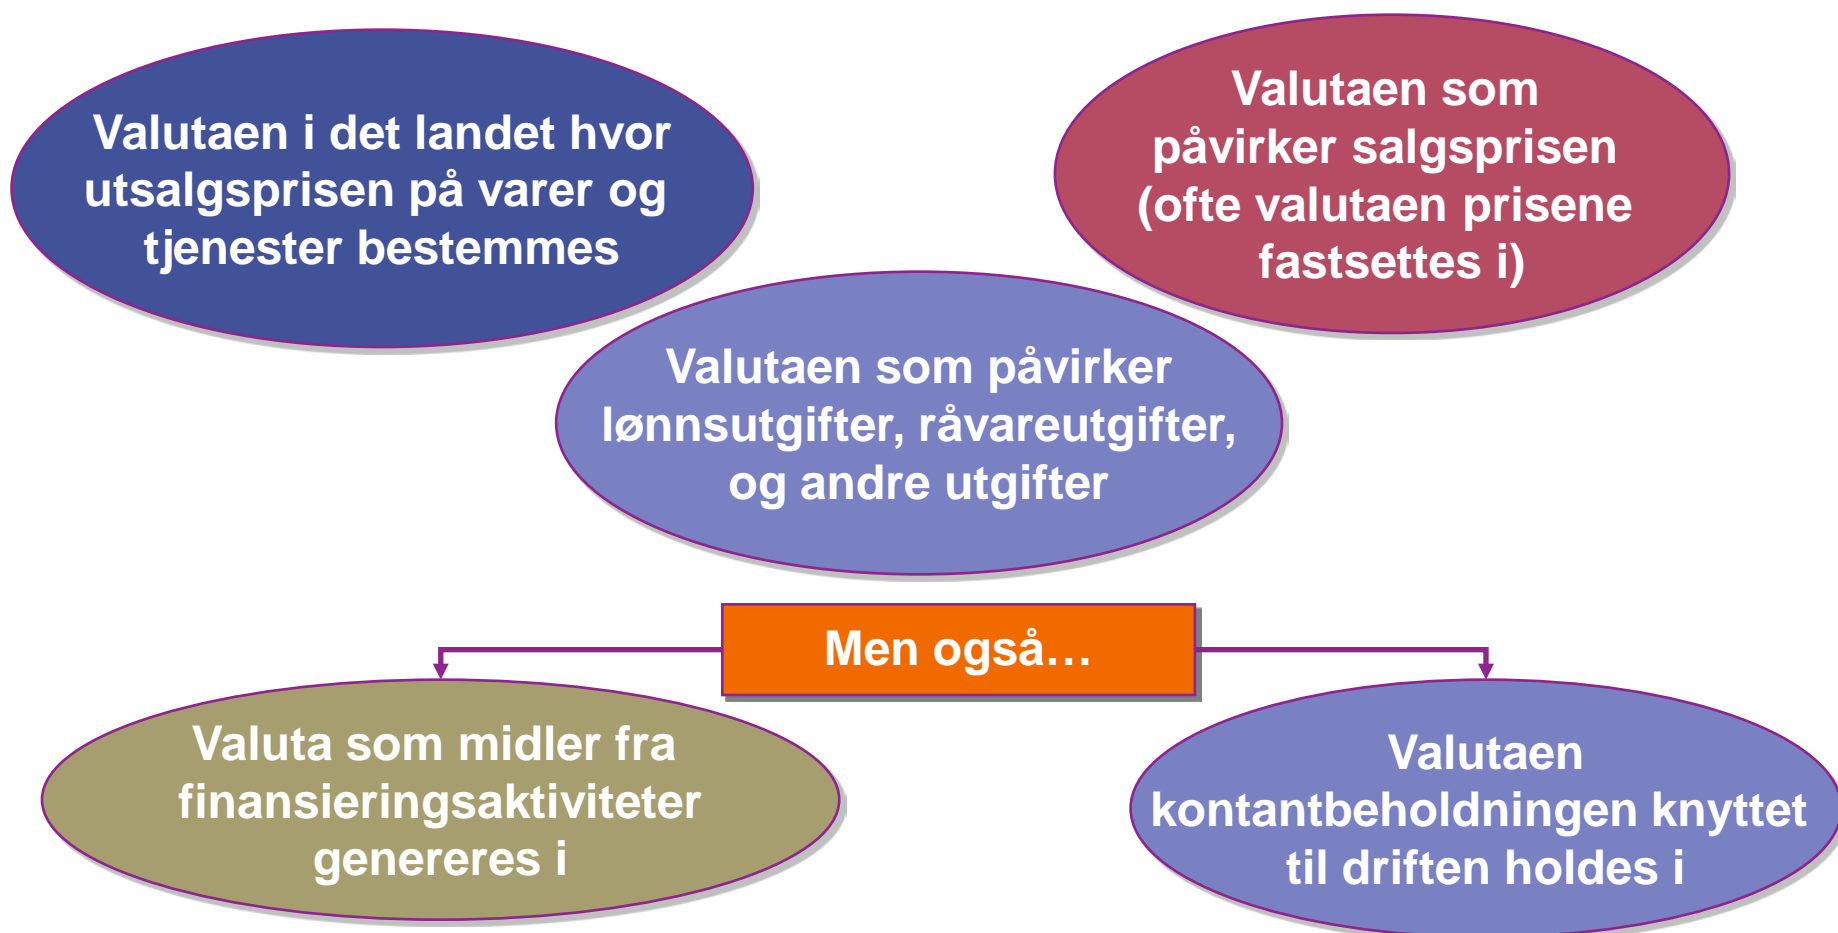 Valutaen i det landet hvor
utsalgsprisen på varer og
tjenester bestemmes
Valutaen som
påvirker salgsprisen
(ofte valutaen prisene
fastsettes i)
Valutaen som påvirker
lønnsutgifter, råvareutgifter,
og andre utgifter
Men også…
Valuta som midler fra
finansieringsaktiviteter
genereres i
Valutaen
kontantbeholdningen knyttet
til driften holdes i